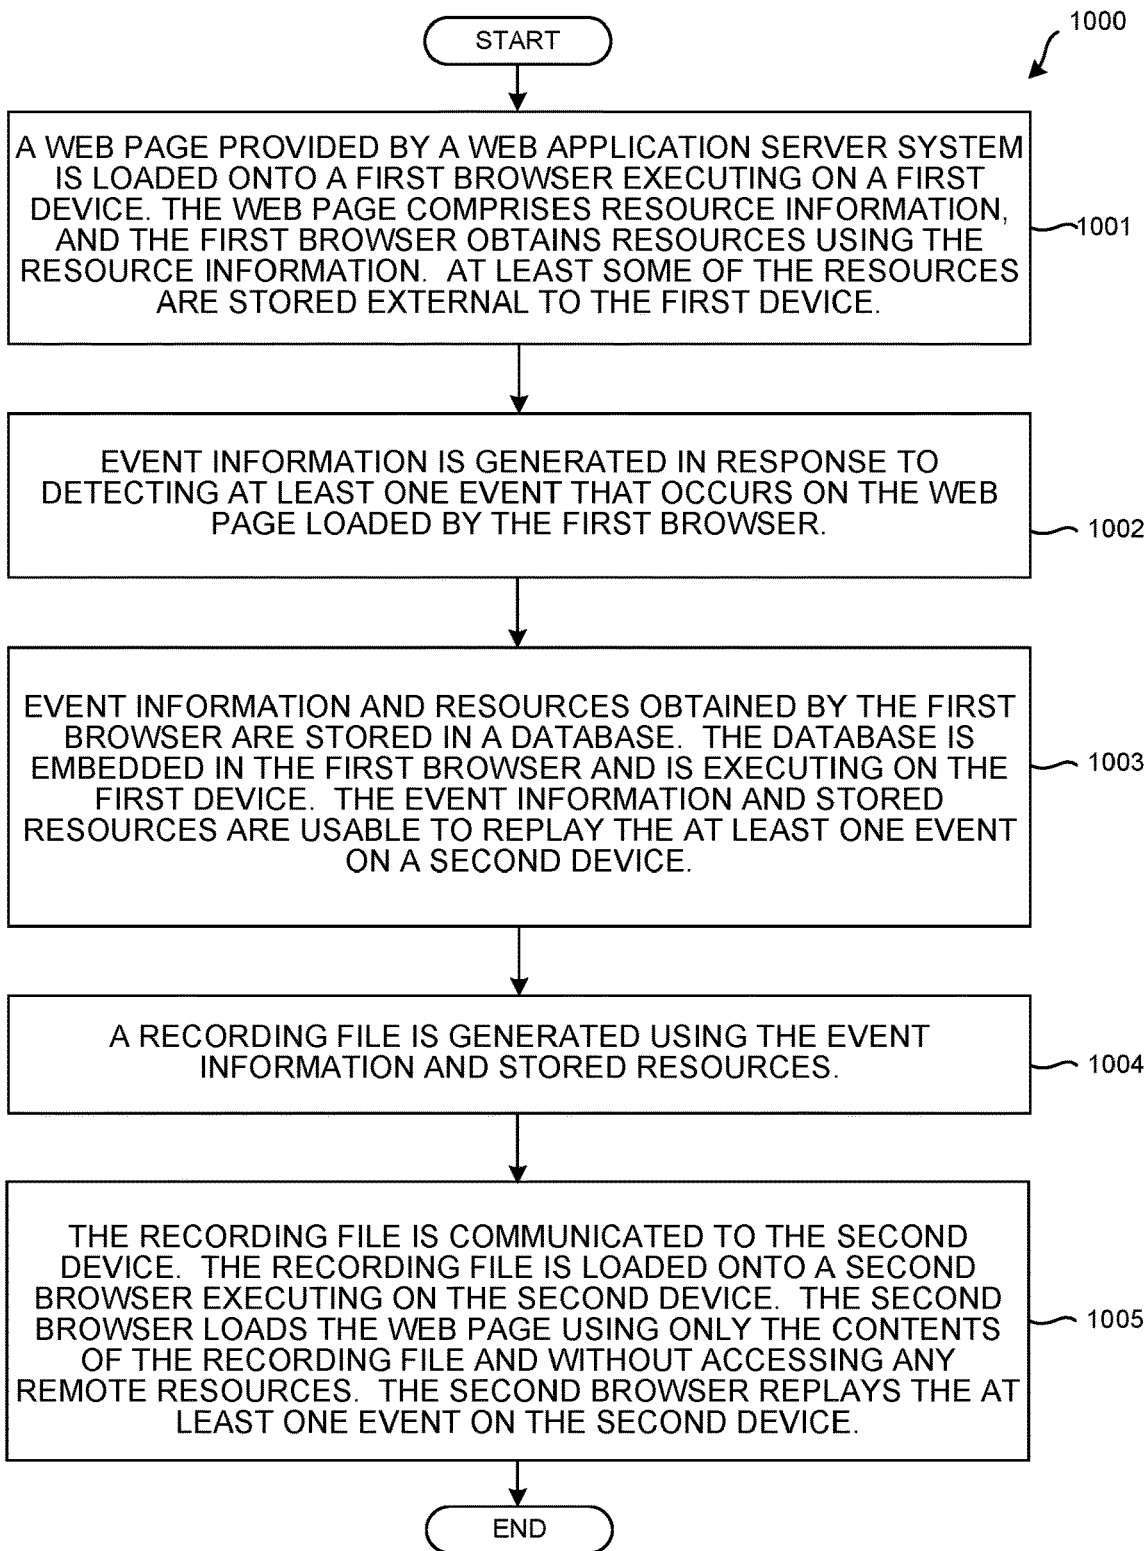 1000
START
A WEB PAGE PROVIDED BY A WEB APPLICATION SERVER SYSTEM
IS LOADED ONTO A FIRST BROWSER EXECUTING ON A FIRST
DEVICE. THE WEB PAGE COMPRISES RESOURCE INFORMATION,
AND THE FIRST BROWSER OBTAINS RESOURCES USING THE
RESOURCE INFORMATION. AT LEAST SOME OF THE RESOURCES
ARE STORED EXTERNAL TO THE FIRST DEVICE.
1001
EVENT INFORMATION IS GENERATED IN RESPONSE TO
DETECTING AT LEAST ONE EVENT THAT OCCURS ON THE WEB
PAGE LOADED BY THE FIRST BROWSER.
1002
EVENT INFORMATION AND RESOURCES OBTAINED BY THE FIRST
BROWSER ARE STORED IN A DATABASE. THE DATABASE IS
EMBEDDED IN THE FIRST BROWSER AND IS EXECUTING ON THE
FIRST DEVICE. THE EVENT INFORMATION AND STORED
RESOURCES ARE USABLE TO REPLAY THE AT LEAST ONE EVENT
ON A SECOND DEVICE.
1003
A RECORDING FILE IS GENERATED USING THE EVENT
INFORMATION AND STORED RESOURCES.
1004
THE RECORDING FILE IS COMMUNICATED TO THE SECOND
DEVICE. THE RECORDING FILE IS LOADED ONTO A SECOND
BROWSER EXECUTING ON THE SECOND DEVICE. THE SECOND
BROWSER LOADS THE WEB PAGE USING ONLY THE CONTENTS
OF THE RECORDING FILE AND WITHOUT ACCESSING ANY
REMOTE RESOURCES. THE SECOND BROWSER REPLAYS THE AT
LEAST ONE EVENT ON THE SECOND DEVICE.
1005
END